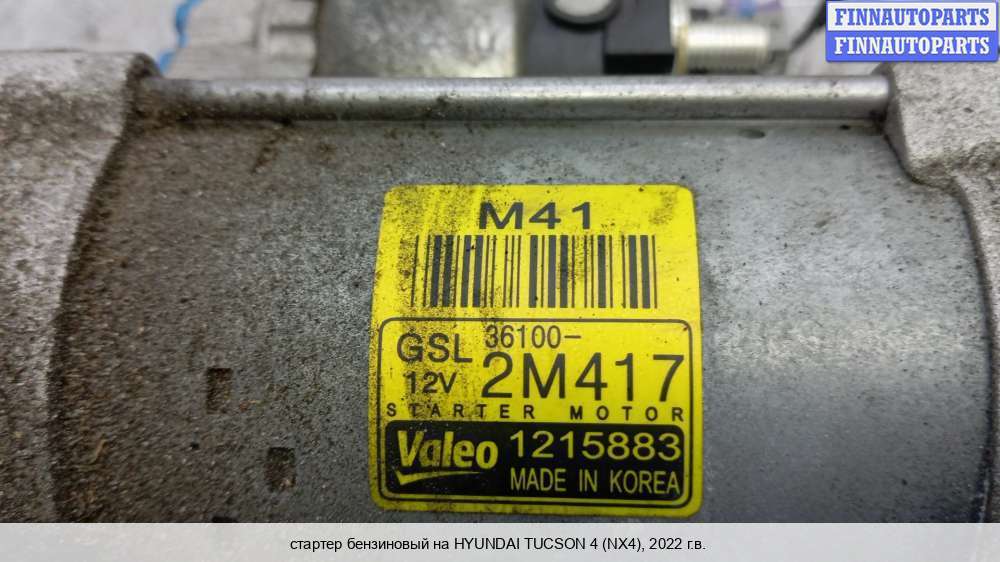 FINNAUTOPARTS
FINNAUTOPARTS
M41
GSL 36100-
12V 2M417
STARTER MOTOR
Valeo 1215883
MADE IN KOREA
стартер бензиновый на HYUNDAI TUCSON 4 (NX4), 2022 г.в.